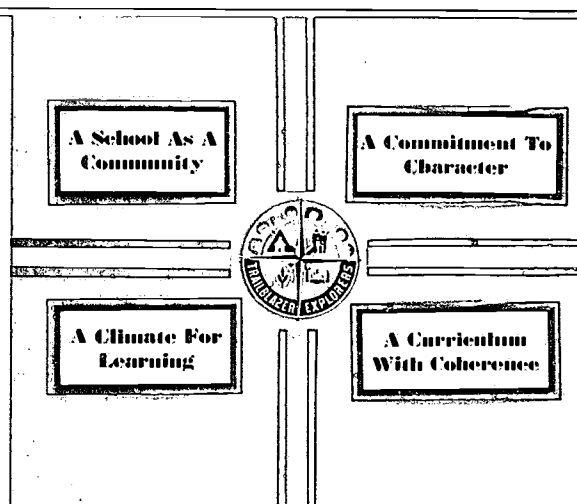 A School As A
Community
A Commitment To
Character
TRAILBLAZER EXPLORERS
A Climate For
Learning
A Curriculum
With Coherence